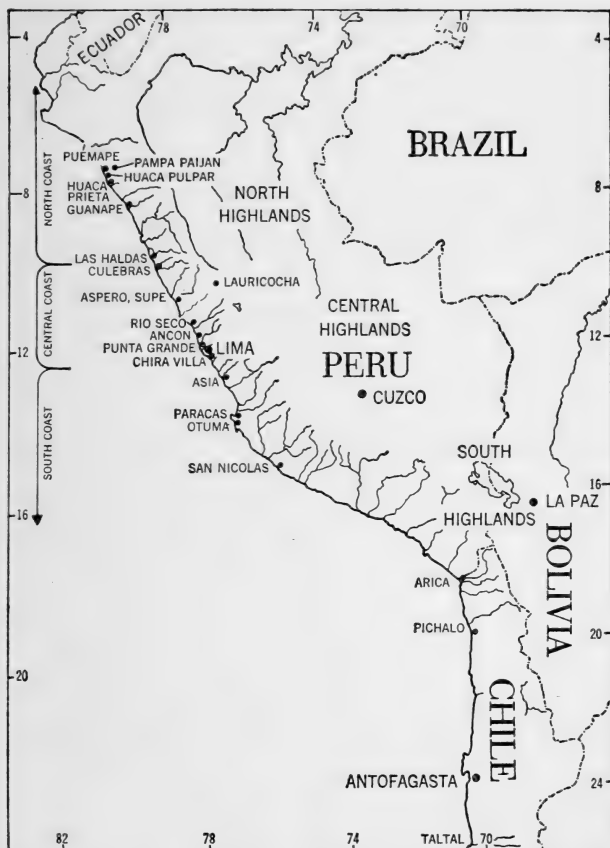 78
74
70
4
4
ECUADOR
BRAZIL
PUEMAPE
PAMPA PAIJAN
HUACA PULPAR
HUACA
PRIETA
GUANAPE
NORTH COAST
8
8
NORTH
HIGHLANDS
LAS HALDAS
CULEBRAS
LAURICOCHA
ASPERO, SUPE
CENTRAL
HIGHLANDS
CENTRAL COAST
RIO SECO
ANCON
PUNTA GRANDE
LIMA
CHIRA VILLA
PERU
12
12
ASIA
CUZCO
PARACAS
OTUMA
SOUTH COAST
SAN NICOLAS
SOUTH
HIGHLANDS
LA PAZ
16
16
BOLIVIA
ARICA
PICHALO
20
20
CHILE
ANTOFAGASTA
24
24
TALTAL
82
78
74
70